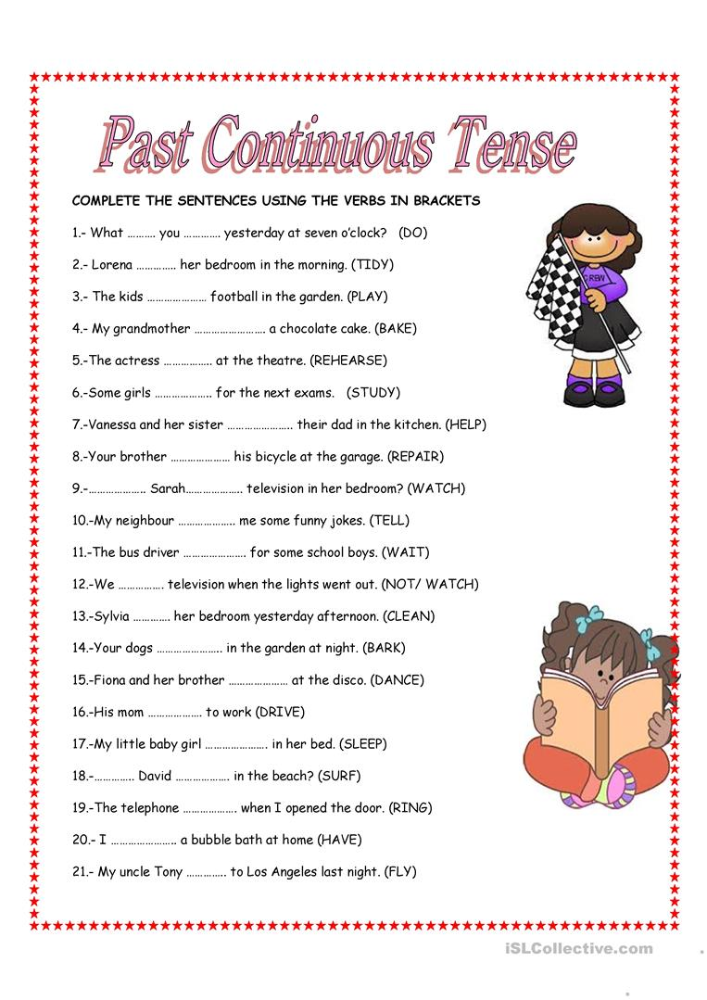 Past Continuous Tense
COMPLETE THE SENTENCES USING THE VERBS IN BRACKETS
1.- What ………. you …………. yesterday at seven o’clock? (DO)
2.- Lorena ………….. her bedroom in the morning. (TIDY)
3.- The kids ………………… football in the garden. (PLAY)
4.- My grandmother ……………………. a chocolate cake. (BAKE)
5.-The actress …………….. at the theatre. (REHEARSE)
6.-Some girls ……………….. for the next exams. (STUDY)
7.-Vanessa and her sister ………………….. their dad in the kitchen. (HELP)
8.-Your brother ………………… his bicycle at the garage. (REPAIR)
9.-……………….. Sarah……………….. television in her bedroom? (WATCH)
10.-My neighbour ……………….. me some funny jokes. (TELL)
11.-The bus driver …………………. for some school boys. (WAIT)
12.-We ……………. television when the lights went out. (NOT/ WATCH)
13.-Sylvia …………. her bedroom yesterday afternoon. (CLEAN)
14.-Your dogs ………………….. in the garden at night. (BARK)
15.-Fiona and her brother ………………… at the disco. (DANCE)
16.-His mom ………………. to work (DRIVE)
17.-My little baby girl …………………. in her bed. (SLEEP)
18.-………….. David ………………. in the beach? (SURF)
19.-The telephone ………………. when I opened the door. (RING)
20.- I ………………….. a bubble bath at home (HAVE)
21.- My uncle Tony ………….. to Los Angeles last night. (FLY)
iSLCollective.com